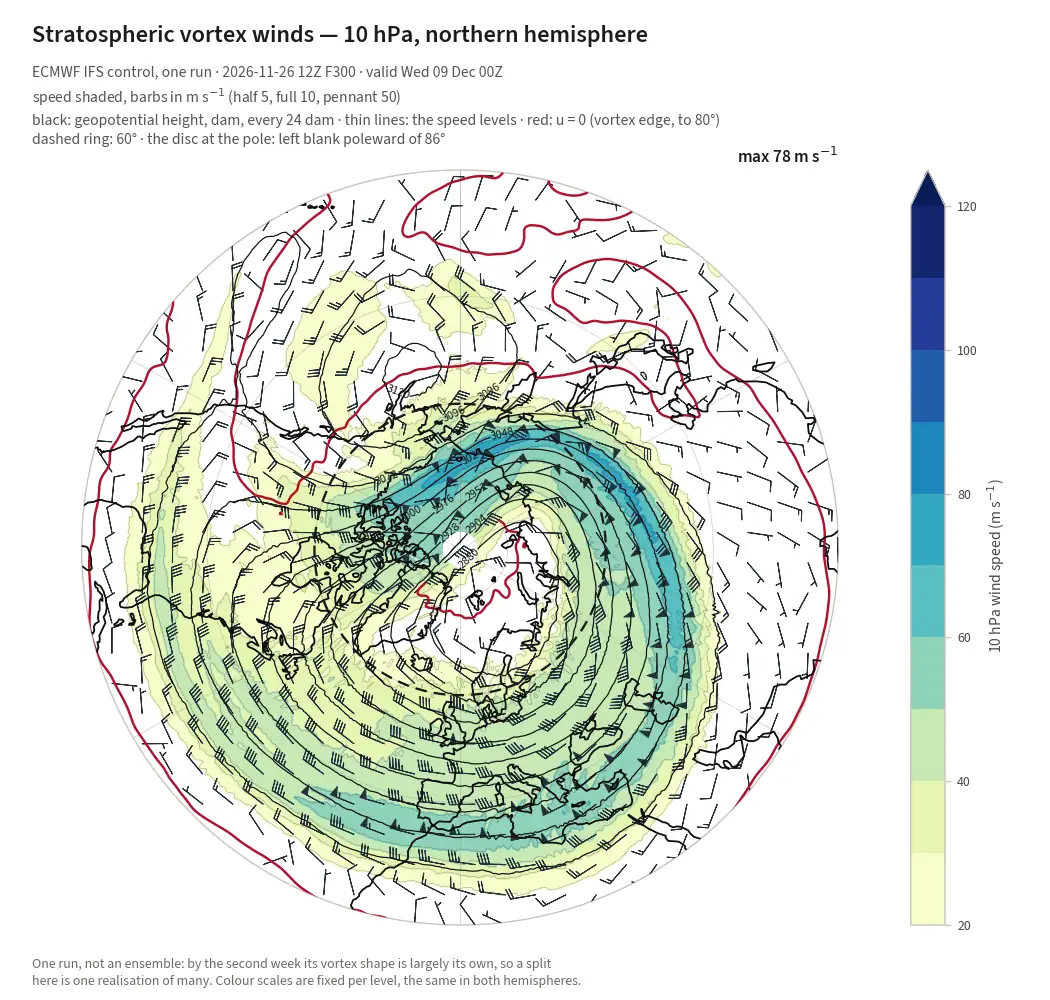 Stratospheric vortex winds — 10 hPa, northern hemisphere
ECMWF IFS control, one run · 2026-11-26 12Z F300 · valid Wed 09 Dec 00Z
speed shaded, barbs in m s⁻¹ (half 5, full 10, pennant 50)
black: geopotential height, dam, every 24 dam · thin lines: the speed levels · red: u = 0 (vortex edge, to 80°)
dashed ring: 60° · the disc at the pole: left blank poleward of 86°
max 78 m s⁻¹
120
100
80
60
40
20
10 hPa wind speed (m s⁻¹)
3096
3096
3048
2880
One run, not an ensemble: by the second week its vortex shape is largely its own, so a split
here is one realisation of many. Colour scales are fixed per level, the same in both hemispheres.